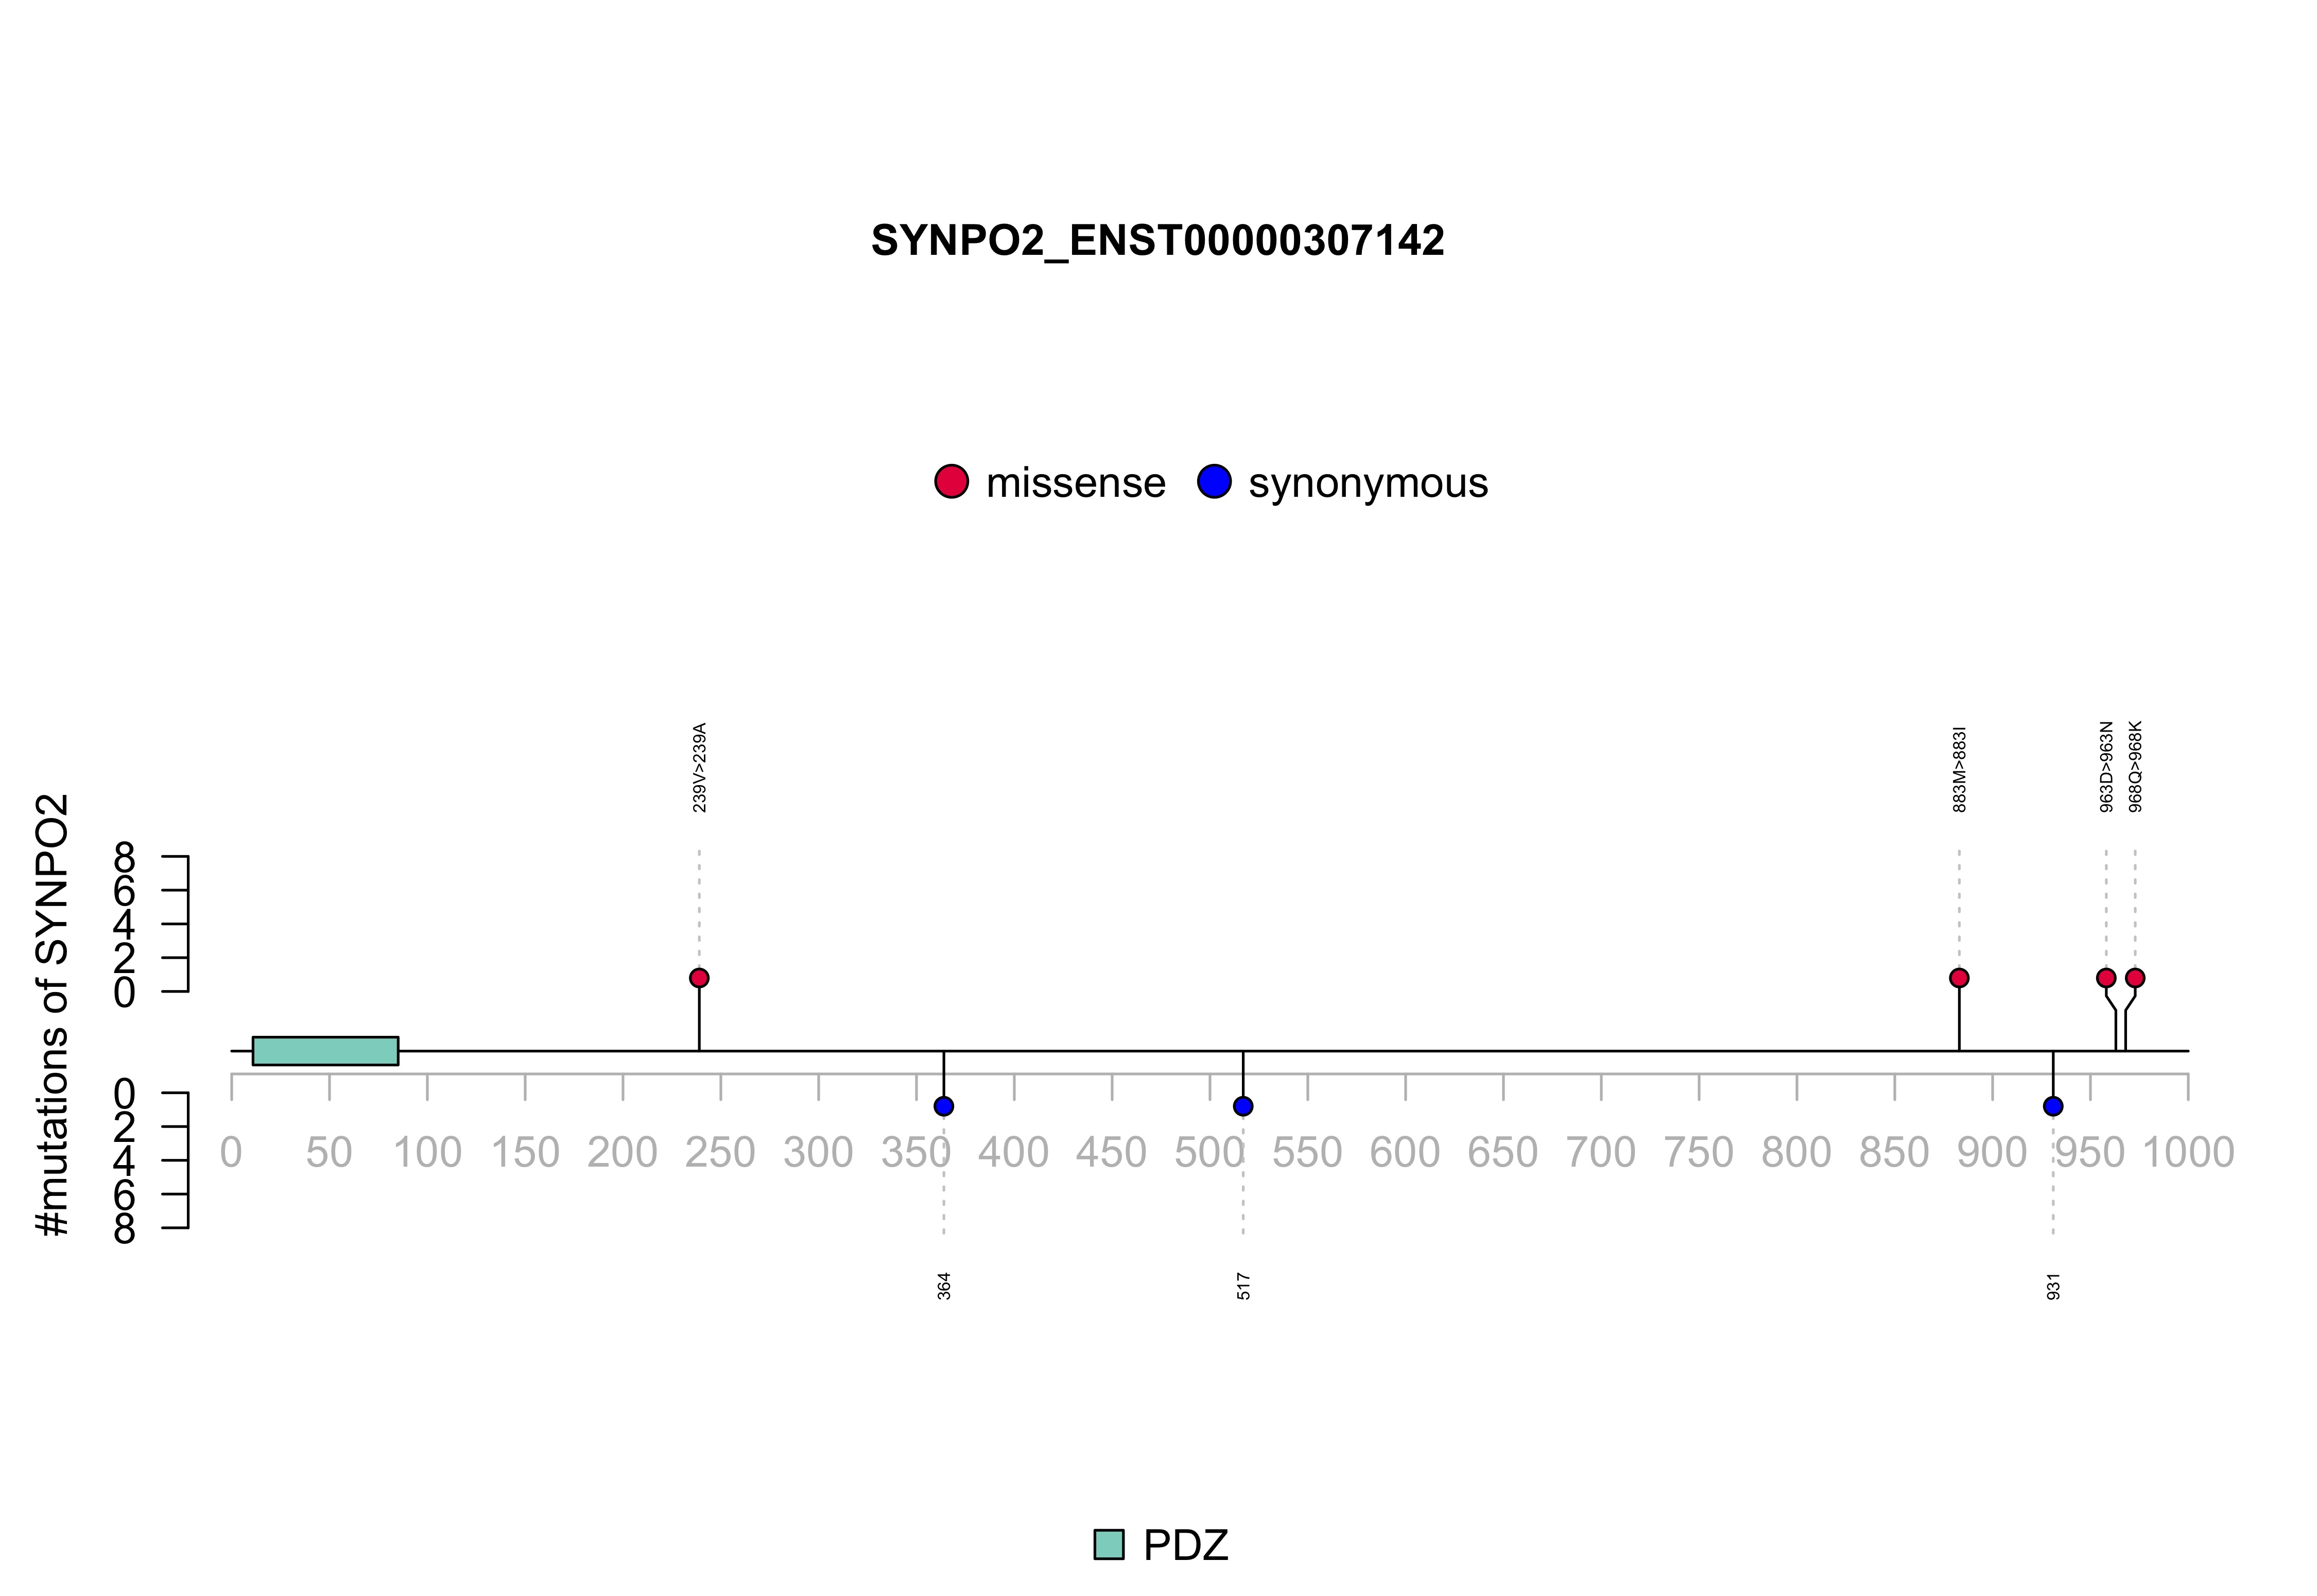 SYNPO2_ENST00000307142
missense synonymous
239V>239A 883M>883I 963D>963N 968Q>968K
#mutations of SYNPO2
8
6
4
2
0
0
2
4
6
8
0 50 100 150 200 250 300 350 400 450 500 550 600 650 700 750 800 850 900 950 1000
364 517 931
PDZ